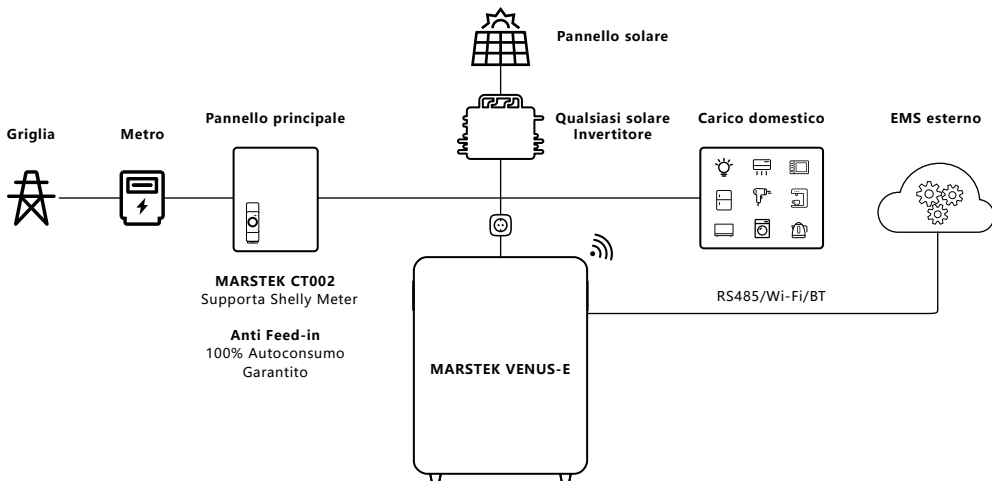 Pannello solare
Griglia
Metro
Pannello principale
Qualsiasi solare
Invertitore
Carico domestico
EMS esterno
MARSTEK CT002
Supporta Shelly Meter
Anti Feed-in
100% Autoconsumo
Garantito
RS485/Wi-Fi/BT
MARSTEK VENUS-E